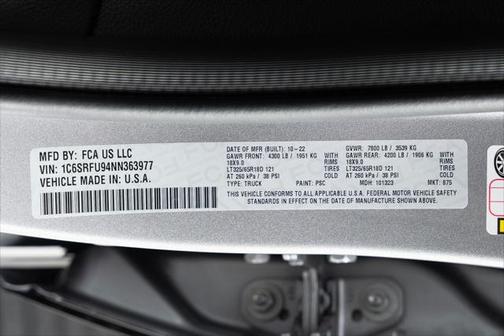 MFD BY: FCA US LLC
VIN: 1C6SRFU94NN363977
VEHICLE MADE IN: U.S.A.
DATE OF MFR (BUILT) 10-22 GVWR: 7800 LB / 3539 KG
GAWR FRONT: 4300 LB / 1951 KG GAWR REAR: 4200 LB / 1906 KG
18X9.0 RIMS 18X9.0 RIMS
LT325/65R18D 121 TIRES LT325/65R18D 121 TIRES
AT 260 kPa / 38 PSI COLD AT 260 kPa / 38 PSI COLD
TYPE: TRUCK PAINT: PSC MDH: 101323 MKT: 875
THIS VEHICLE CONFORMS TO ALL APPLICABLE U.S.A. FEDERAL MOTOR VEHICLE SAFETY
STANDARDS IN EFFECT ON THE DATE OF MANUFACTURE SHOWN ABOVE.